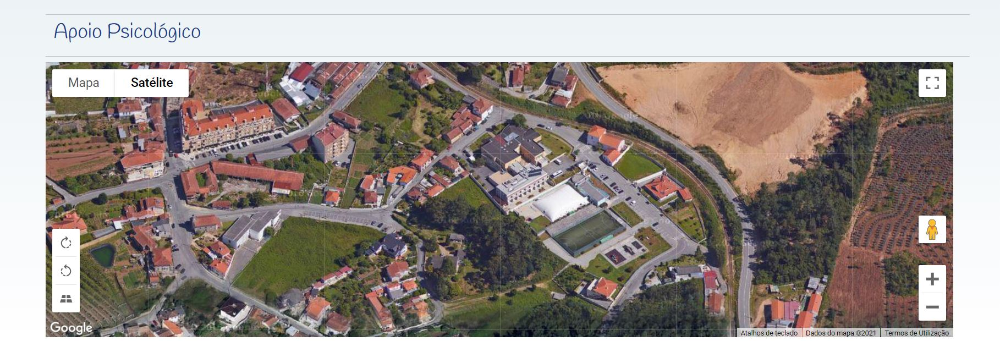 Apoio Psicológico
Mapa
Satélite
Google
Atalhos de teclado
Dados do mapa ©2021
Termos de Utilização